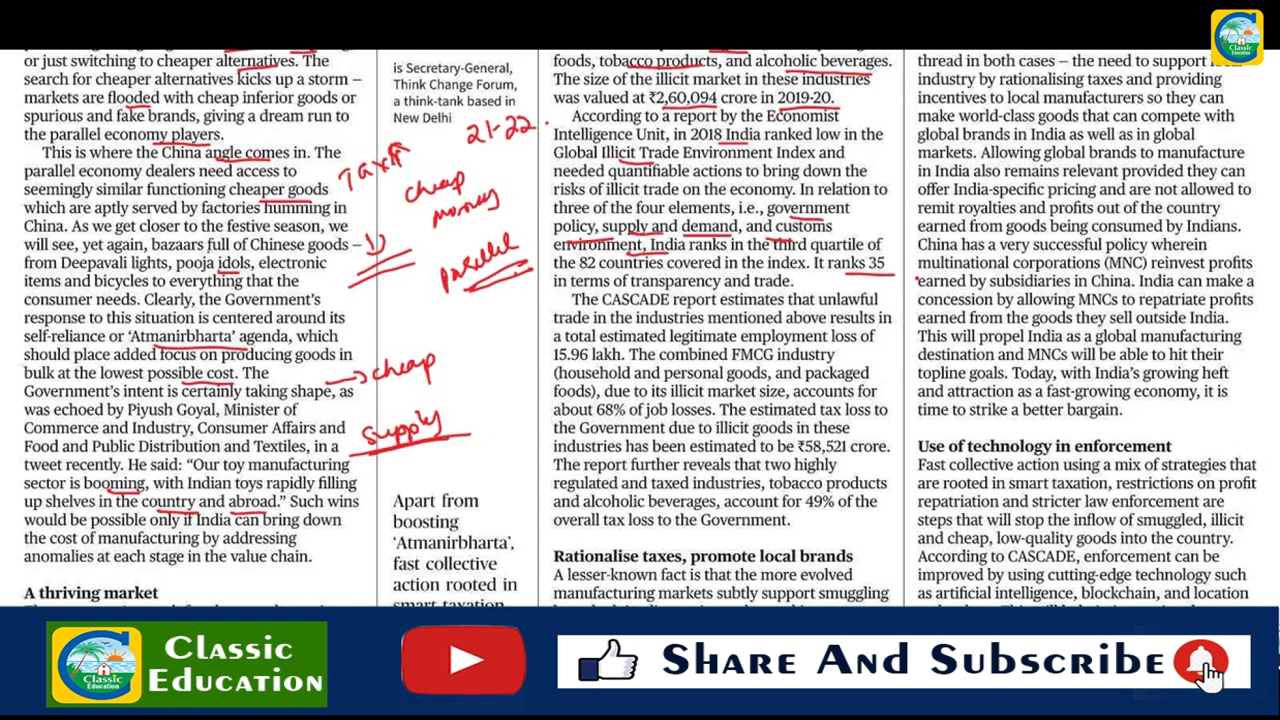 or just switching to cheaper alternatives. The
search for cheaper alternatives kicks up a storm —
markets are flooded with cheap inferior goods or
spurious and fake brands, giving a dream run to
the parallel economy players.
This is where the China angle comes in. The
parallel economy dealers need access to
seemingly similar functioning cheaper goods
which are aptly served by factories humming in
China. As we get closer to the festive season, we
will see, yet again, bazaars full of Chinese goods –
from Deepavali lights, pooja idols, electronic
items and bicycles to everything that the
consumer needs. Clearly, the Government's
response to this situation is centered around its
self-reliance or 'Atmanirbharta' agenda, which
should place added focus on producing goods in
bulk at the lowest possible cost. The
Government's intent is certainly taking shape, as
was echoed by Piyush Goyal, Minister of
Commerce and Industry, Consumer Affairs and
Food and Public Distribution and Textiles, in a
tweet recently. He said: "Our toy manufacturing
sector is booming, with Indian toys rapidly filling
up shelves in the country and abroad." Such wins
would be possible only if India can bring down
the cost of manufacturing by addressing
anomalies at each stage in the value chain.
A thriving market
is Secretary-General,
Think Change Forum,
a think-tank based in
New Delhi
21-22
Tax
cheap
money
1)
parallel
cheap
supply
Apart from
boosting
'Atmanirbharta',
fast collective
action rooted in
smart taxation
foods, tobacco products, and alcoholic beverages.
The size of the illicit market in these industries
was valued at ₹2,60,094 crore in 2019-20.
According to a report by the Economist
Intelligence Unit, in 2018 India ranked low in the
Global Illicit Trade Environment Index and
needed quantifiable actions to bring down the
risks of illicit trade on the economy. In relation to
three of the four elements, i.e., government
policy, supply and demand, and customs
environment, India ranks in the third quartile of
the 82 countries covered in the index. It ranks 35
in terms of transparency and trade.
The CASCADE report estimates that unlawful
trade in the industries mentioned above results in
a total estimated legitimate employment loss of
15.96 lakh. The combined FMCG industry
(household and personal goods, and packaged
foods), due to its illicit market size, accounts for
about 68% of job losses. The estimated tax loss to
the Government due to illicit goods in these
industries has been estimated to be ₹58,521 crore.
The report further reveals that two highly
regulated and taxed industries, tobacco products
and alcoholic beverages, account for 49% of the
overall tax loss to the Government.
Rationalise taxes, promote local brands
A lesser-known fact is that the more evolved
manufacturing markets subtly support smuggling
thread in both cases — the need to support local
industry by rationalising taxes and providing
incentives to local manufacturers so they can
make world-class goods that can compete with
global brands in India as well as in global
markets. Allowing global brands to manufacture
in India also remains relevant provided they can
offer India-specific pricing and are not allowed to
remit royalties and profits out of the country
earned from goods being consumed by Indians.
China has a very successful policy wherein
multinational corporations (MNC) reinvest profits
earned by subsidiaries in China. India can make a
concession by allowing MNCs to repatriate profits
earned from the goods they sell outside India.
This will propel India as a global manufacturing
destination and MNCs will be able to hit their
topline goals. Today, with India's growing heft
and attraction as a fast-growing economy, it is
time to strike a better bargain.
Use of technology in enforcement
Fast collective action using a mix of strategies that
are rooted in smart taxation, restrictions on profit
repatriation and stricter law enforcement are
steps that will stop the inflow of smuggled, illicit
and cheap, low-quality goods into the country.
According to CASCADE, enforcement can be
improved by using cutting-edge technology such
as artificial intelligence, blockchain, and location
Classic
Education
Classic
Classic
Education
Share And Subscribe